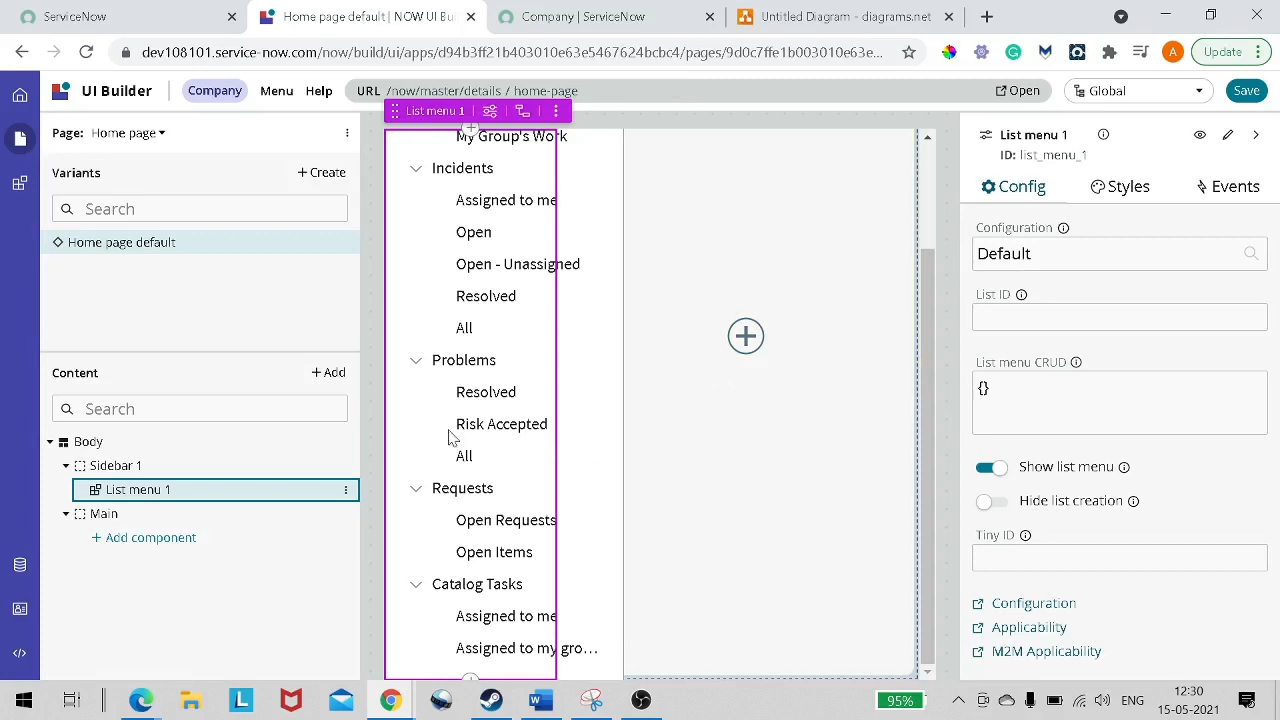 ServiceNow
Homepage default | NOW UI Bui
Company | ServiceNow
Untitled Diagram - diagrams.net
dev108101.service-now.com/now/build/ui/apps/d94b3ff21b403010e63e5467624bcbc4/pages/9d0c7ffe1b003010e63e...
A
Update
UI Builder
Company
Menu
Help
URL /now/master/details / home-page
Open
Global
Save
Page: Home page
List menu 1
Variants
+ Create
Search
Home page default
Content
+ Add
Search
Body
Sidebar 1
List menu 1
Main
+ Add component
My Group's Work
Incidents
Assigned to me
Open
Open - Unassigned
Resolved
All
Problems
Resolved
Risk Accepted
All
Requests
Open Requests
Open Items
Catalog Tasks
Assigned to me
Assigned to my gro...
List menu 1
ID: list_menu_1
Config
Styles
Events
Configuration
Default
List ID
List menu CRUD
{}
Show list menu
Hide list creation
Tiny ID
Configuration
Applicability
M2M Applicability
95%
ENG
12:30
15-05-2021